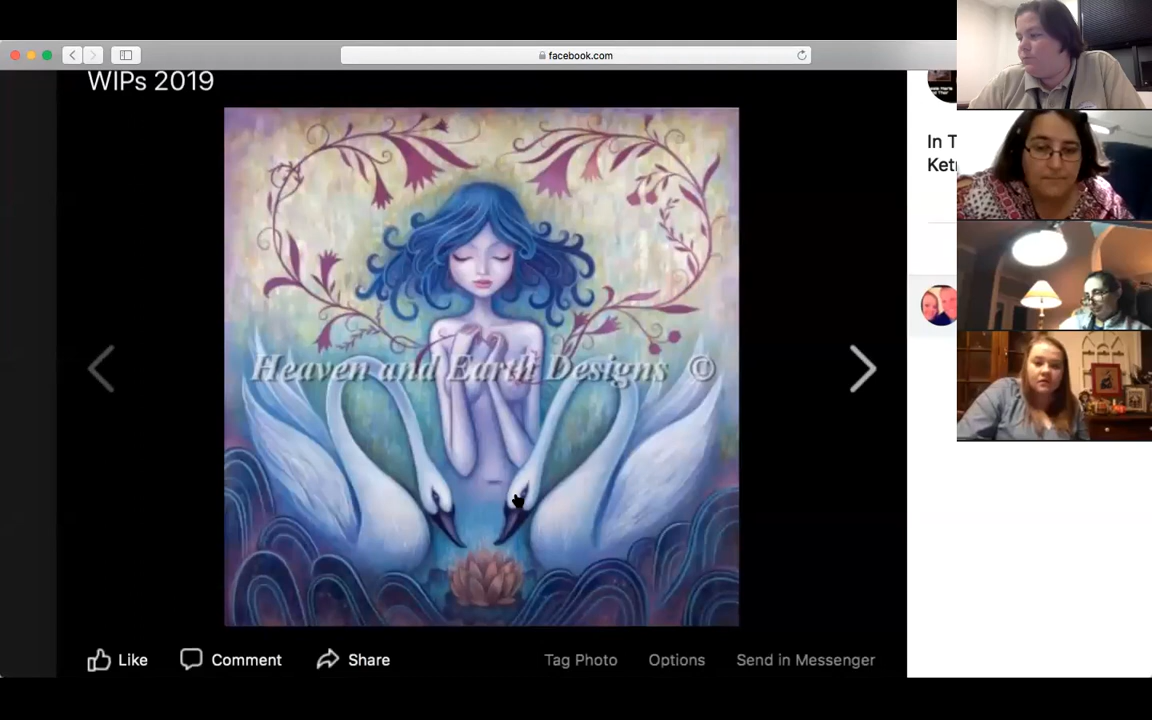 facebook.com
WIPs 2019
Heaven and Earth Designs ©
In T
Ket
Like
Comment
Share
Tag Photo
Options
Send in Messenger